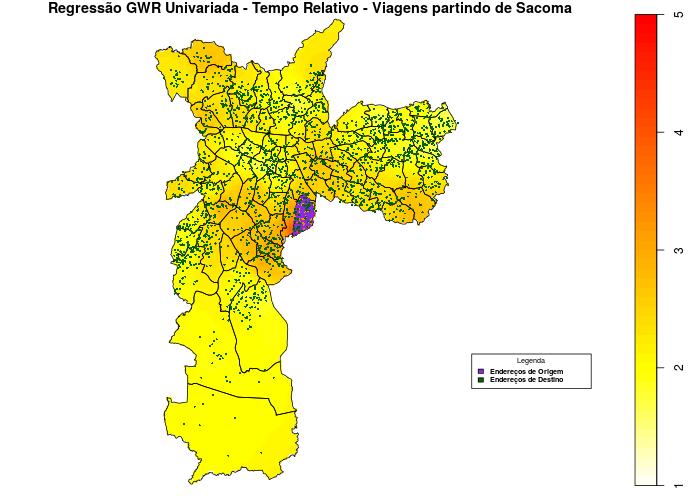 Regressão GWR Univariada - Tempo Relativo - Viagens partindo de Sacoma
5
4
3
2
1
Legenda
Endereços de Origem
Endereços de Destino